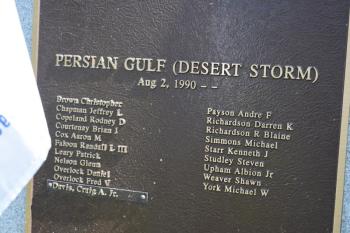 PERSIAN GULF (DESERT STORM)
Aug 2, 1990 - -
Brown Christopher
Chapman Jeffrey L
Copeland Rodney D
Courtenay Brian J
Cox Aaron M
Faison Randall L III
Leary Patrick
Nelson Glenn
Overlock Daniel
Overlock Fred V
Davis, Craig A. Jr.
Payson Andre F
Richardson Darren K
Richardson R Blaine
Simmons Michael
Starr Kenneth J
Studley Steven
Upham Albion Jr
Weaver Shawn
York Michael W